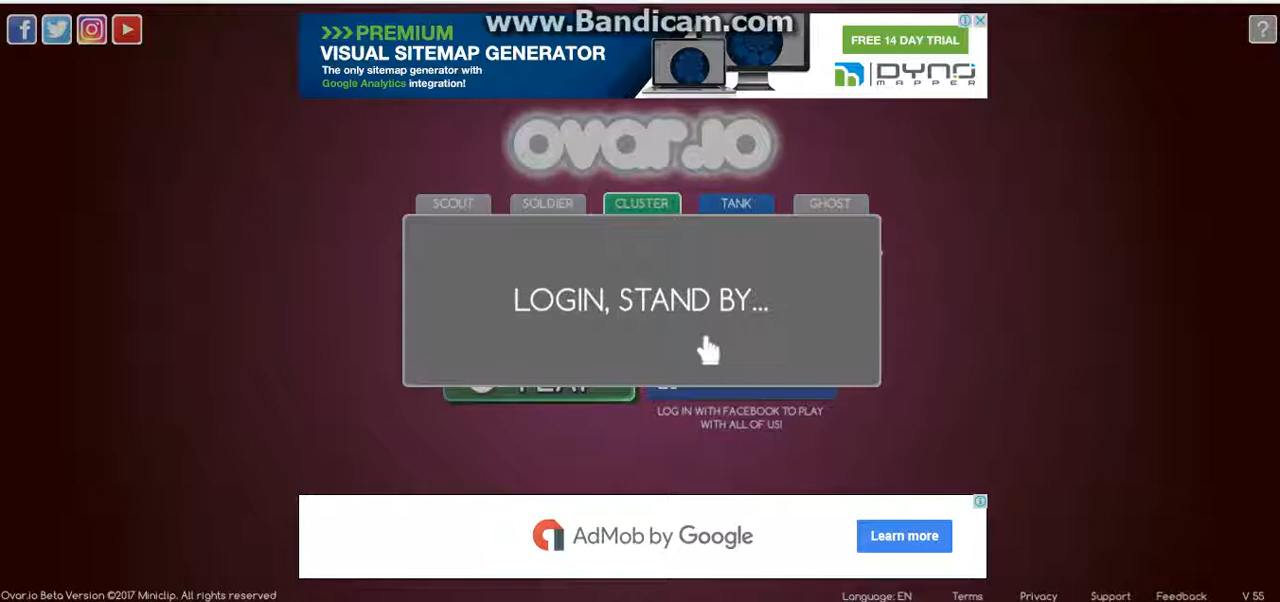 www.Bandicam.com
>>>PREMIUM
VISUAL SITEMAP GENERATOR
The only sitemap generator with
Google Analytics integration!
FREE 14 DAY TRIAL
DYNO
MAPPER
?
ovar.io
SCOUT SOLDIER CLUSTER TANK GHOST
LOGIN, STAND BY...
PLAY
LOG IN WITH FACEBOOK TO PLAY
WITH ALL OF US!
AdMob by Google
Learn more
Ovar.io Beta Version ©2017 Miniclip. All rights reserved
Language: EN Terms Privacy Support Feedback V 55